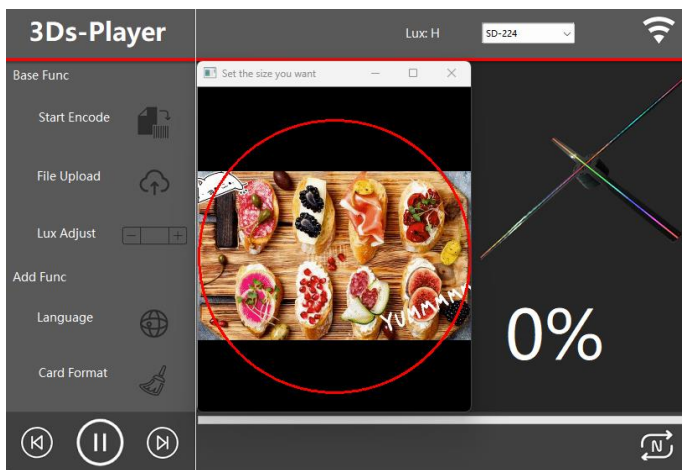 3Ds-Player
Lux: H
SD-224
Base Func
Set the size you want
Start Encode
File Upload
Lux Adjust
Add Func
Language
Card Format
YUMMMMY
0%
N